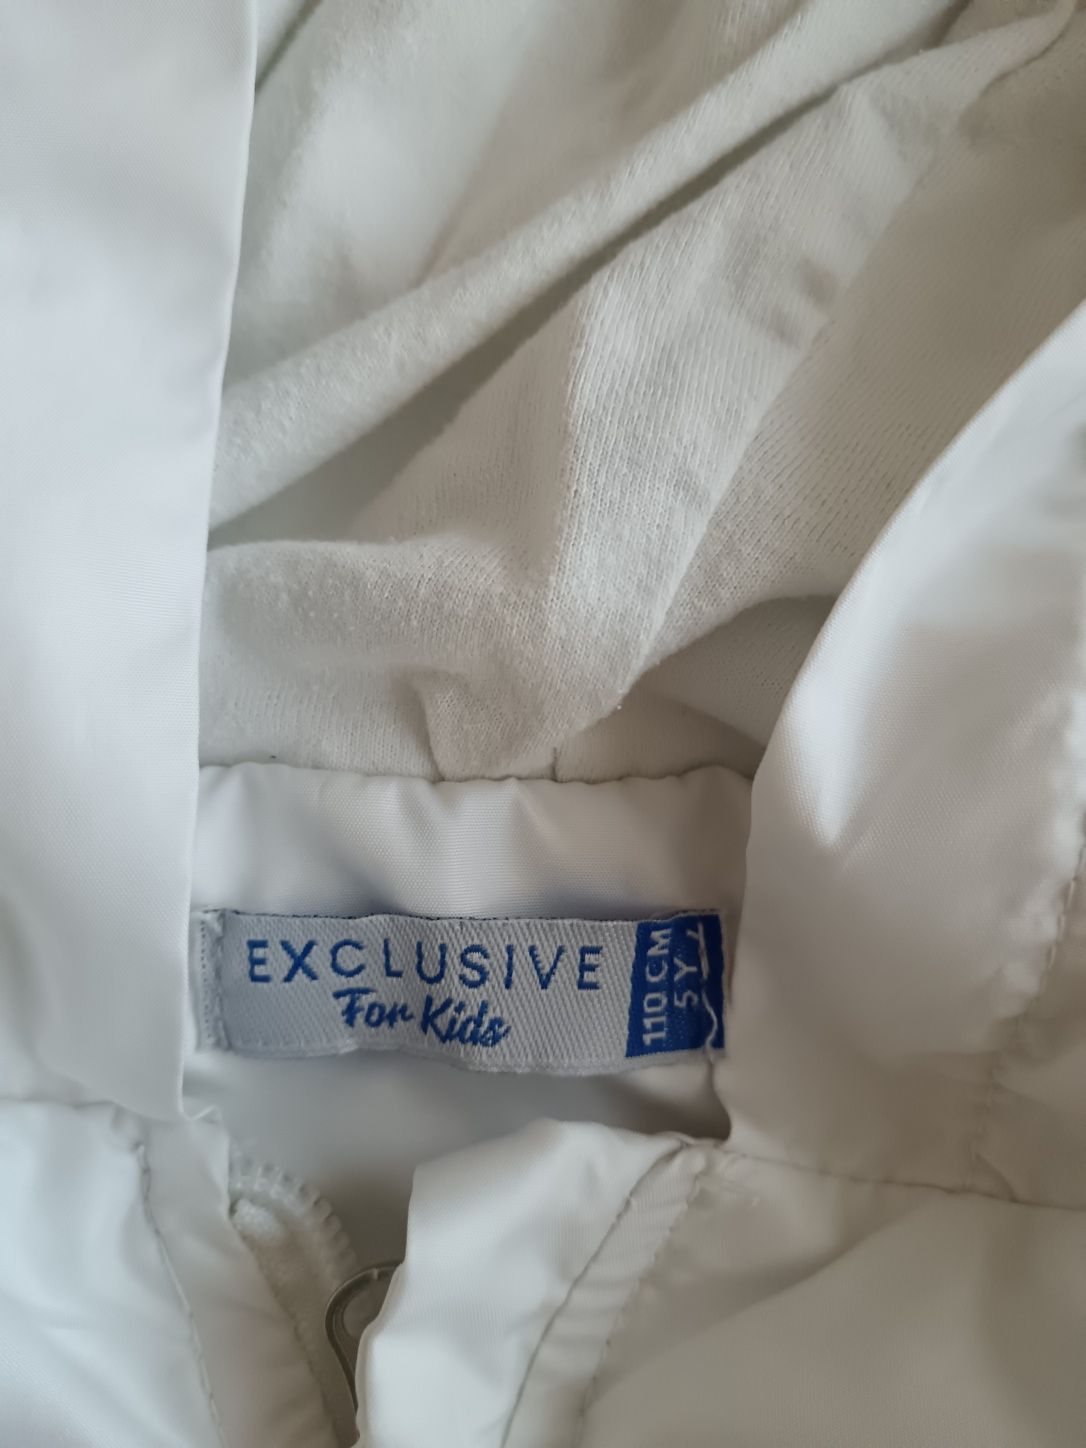 EXCLUSIVE
For Kids
110 CM
5 Y